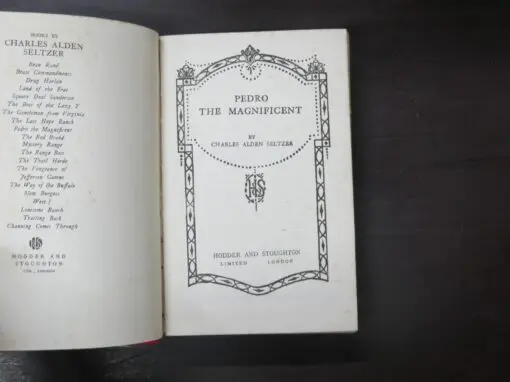 BOOKS BY
CHARLES ALDEN
SELTZER
Beau Rand
Brass Commandments
Drag Harlan
Land of the Free
Square Deal Sanderson
The Boss of the Lazy Y
The Gentleman from Virginia
The Last Hope Ranch
Pedro the Magnificent
The Red Brand
Mystery Range
The Range Boss
The Trail Horde
The Vengeance of
Jefferson Gawne
The Way of the Buffalo
Slow Burgess
West!
Lonesome Ranch
Trailing Back
Channing Comes Through
HODDER AND
STOUGHTON
LTD., LONDON
PEDRO
THE MAGNIFICENT
BY
CHARLES ALDEN SELTZER
HODDER AND STOUGHTON
LIMITED LONDON